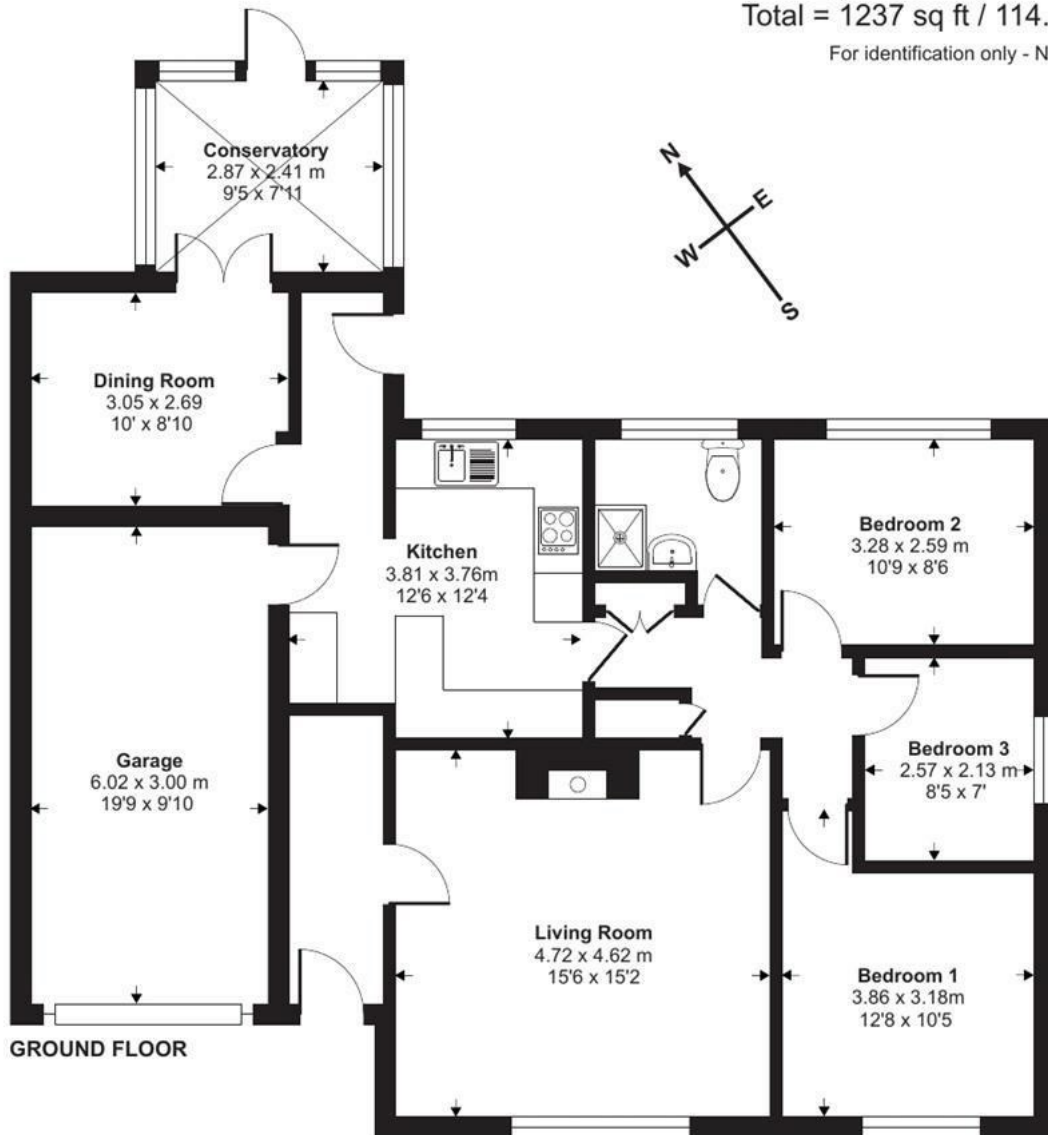 Total = 1237 sq ft / 114.
For identification only - N
Conservatory
2.87 x 2.41 m
9'5 x 7'11
N
E
W
S
Dining Room
3.05 x 2.69
10' x 8'10
Kitchen
3.81 x 3.76m
12'6 x 12'4
Bedroom 2
3.28 x 2.59 m
10'9 x 8'6
Garage
6.02 x 3.00 m
19'9 x 9'10
Bedroom 3
2.57 x 2.13 m
8'5 x 7'
Living Room
4.72 x 4.62 m
15'6 x 15'2
Bedroom 1
3.86 x 3.18m
12'8 x 10'5
GROUND FLOOR